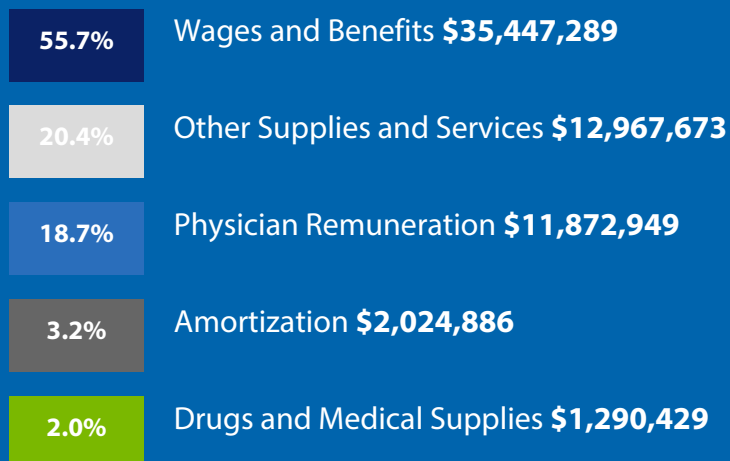 55.7% Wages and Benefits $35,447,289
20.4% Other Supplies and Services $12,967,673
18.7% Physician Remuneration $11,872,949
3.2% Amortization $2,024,886
2.0% Drugs and Medical Supplies $1,290,429